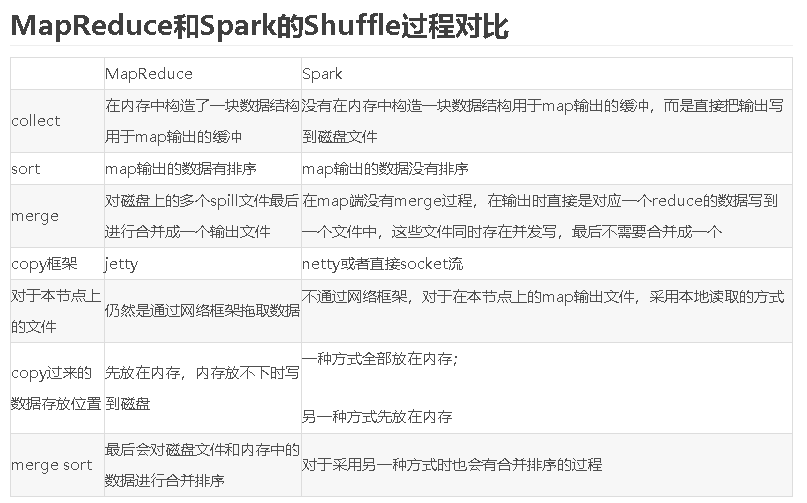 MapReduce和Spark的Shuffle过程对比
MapReduce
Spark
collect
在内存中构造了一块数据结构
用于map输出的缓冲
没有在内存中构造一块数据结构用于map输出的缓冲，而是直接把输出写
到磁盘文件
sort
map输出的数据有排序
map输出的数据没有排序
merge
对磁盘上的多个spill文件最后
进行合并成一个输出文件
在map端没有merge过程，在输出时直接是对应一个reduce的数据写到
一个文件中，这些文件同时存在并发写，最后不需要合并成一个
copy框架
jetty
netty或者直接socket流
对于本节点上
的文件
仍然是通过网络框架拖取数据
不通过网络框架，对于在本节点上的map输出文件，采用本地读取的方式
copy过来的
数据存放位置
先放在内存，内存放不下时写
到磁盘
一种方式全部放在内存；
另一种方式先放在内存
merge sort
最后会对磁盘文件和内存中的
数据进行合并排序
对于采用另一种方式时也会有合并排序的过程